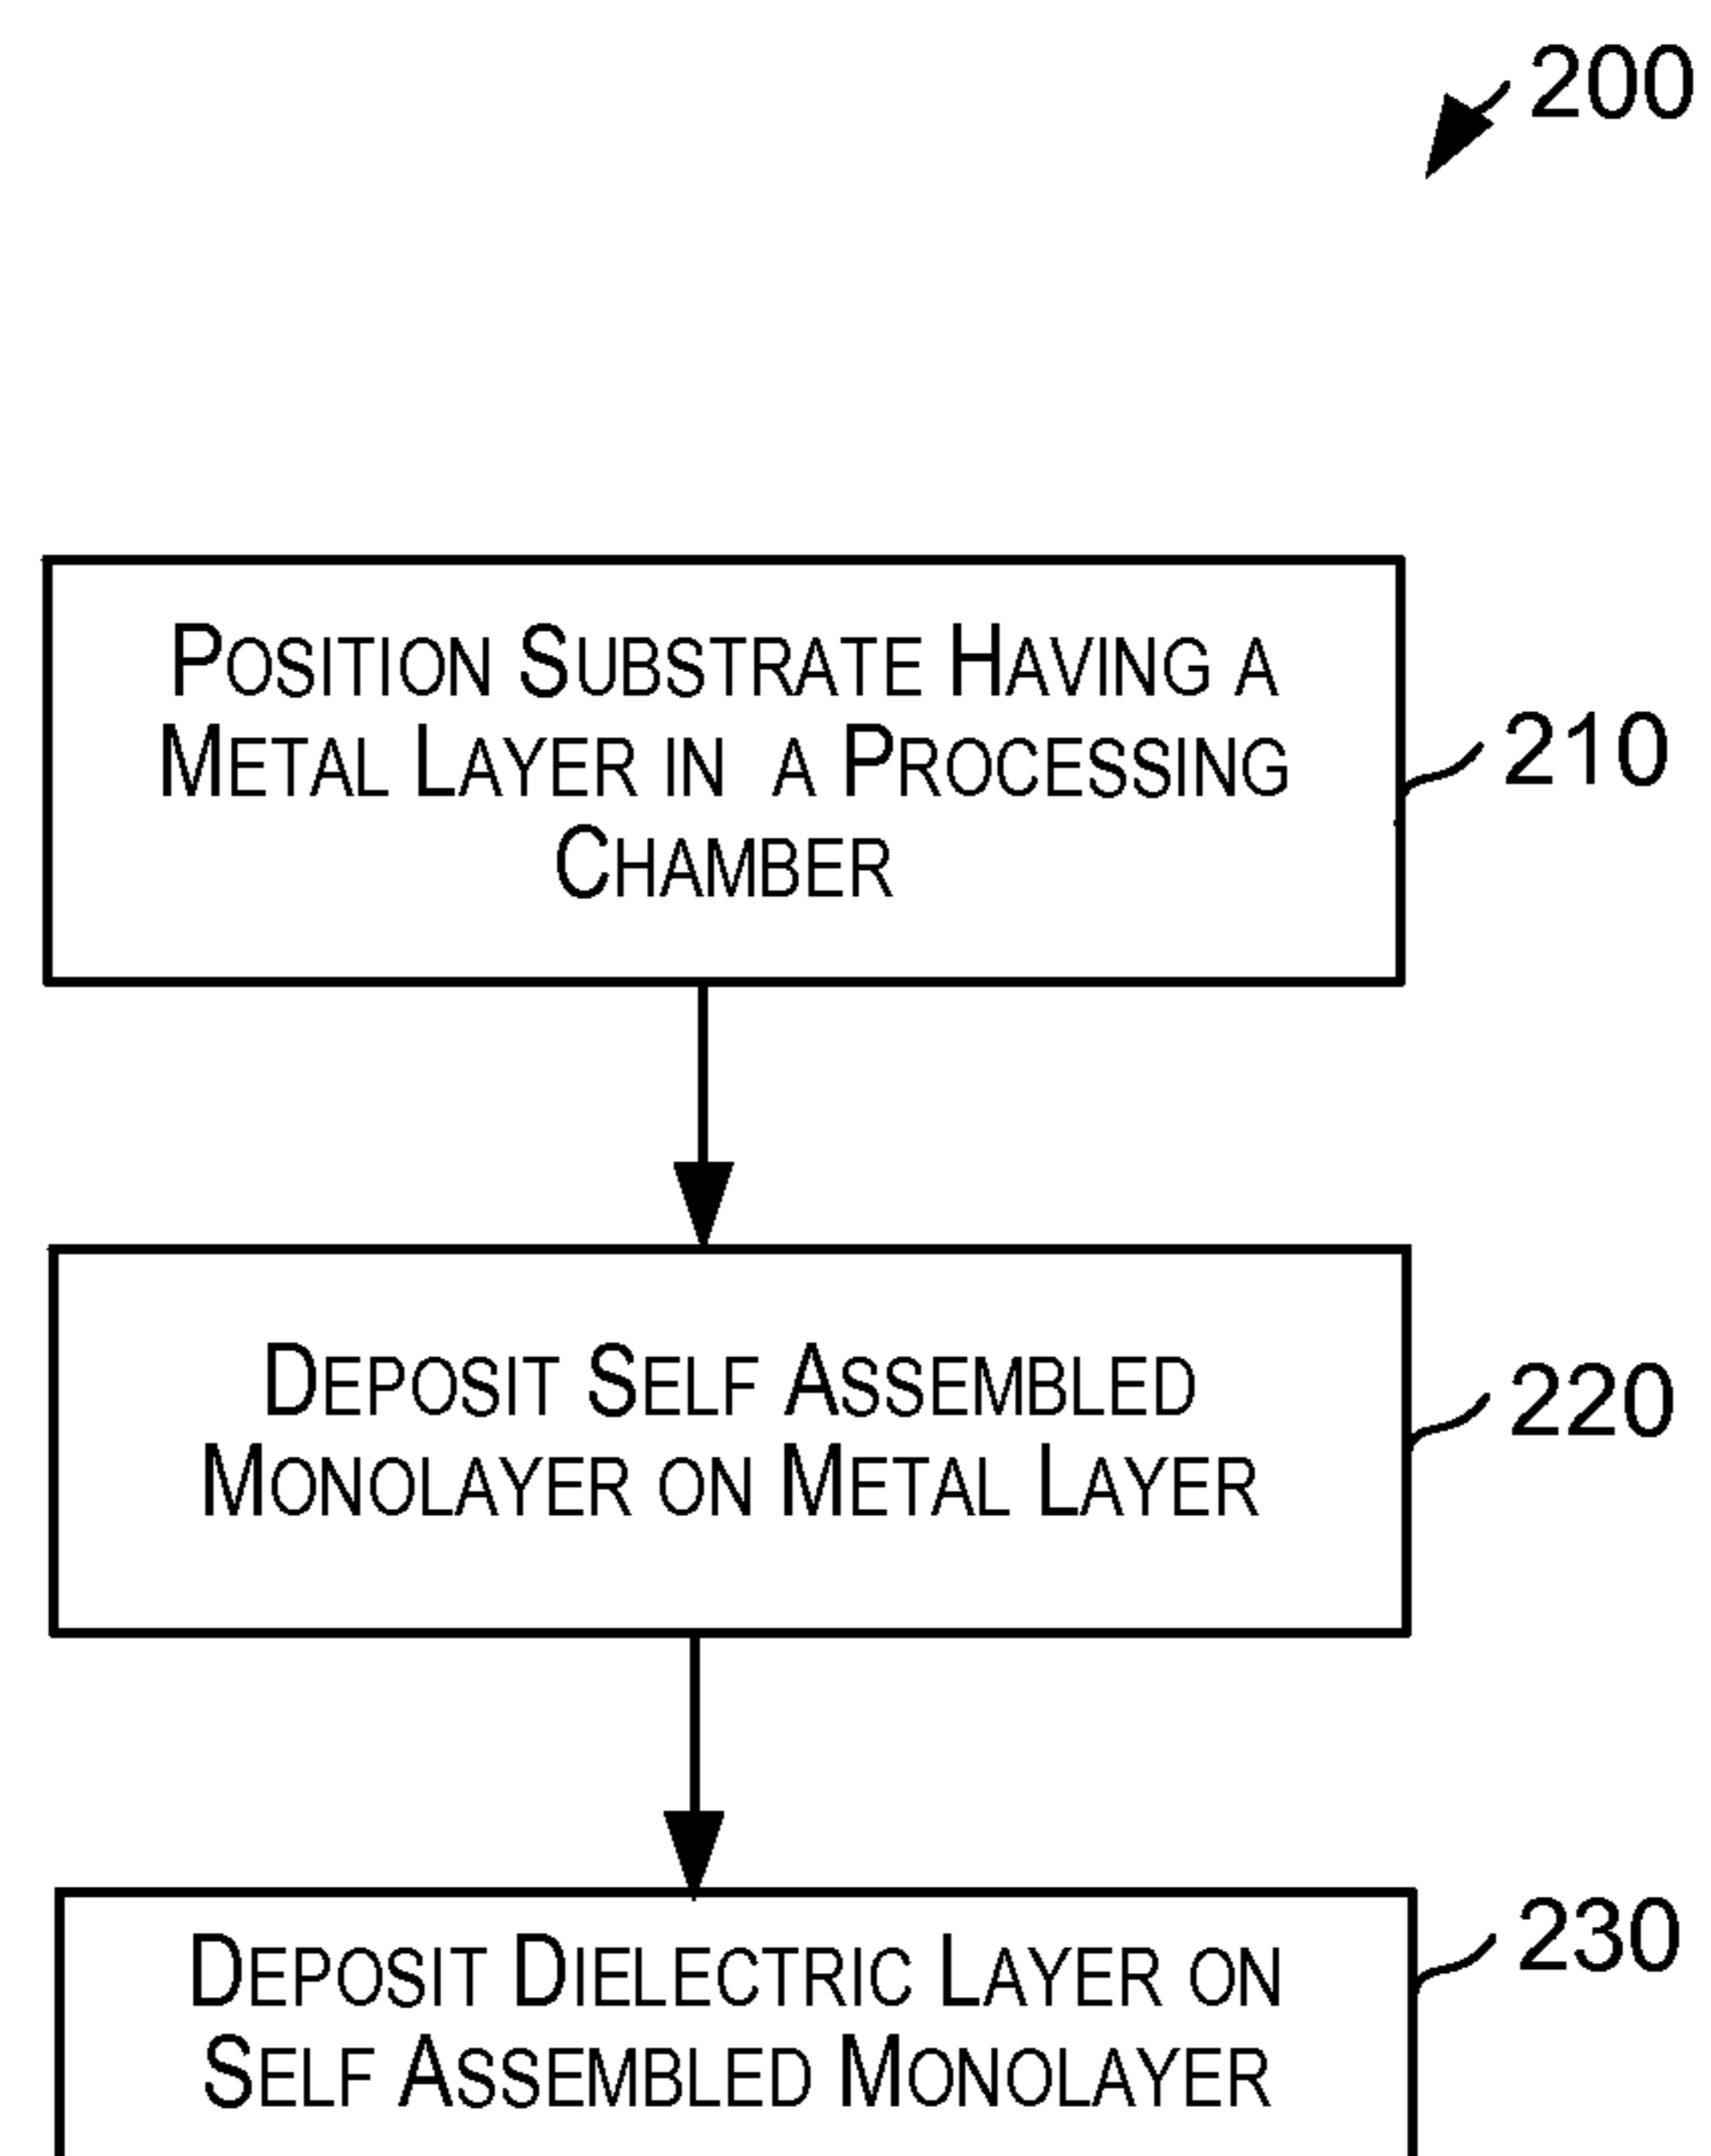 200
Position Substrate Having a
Metal Layer in a Processing
Chamber
210
Deposit Self Assembled
Monolayer on Metal Layer
220
Deposit Dielectric Layer on
Self Assembled Monolayer
230